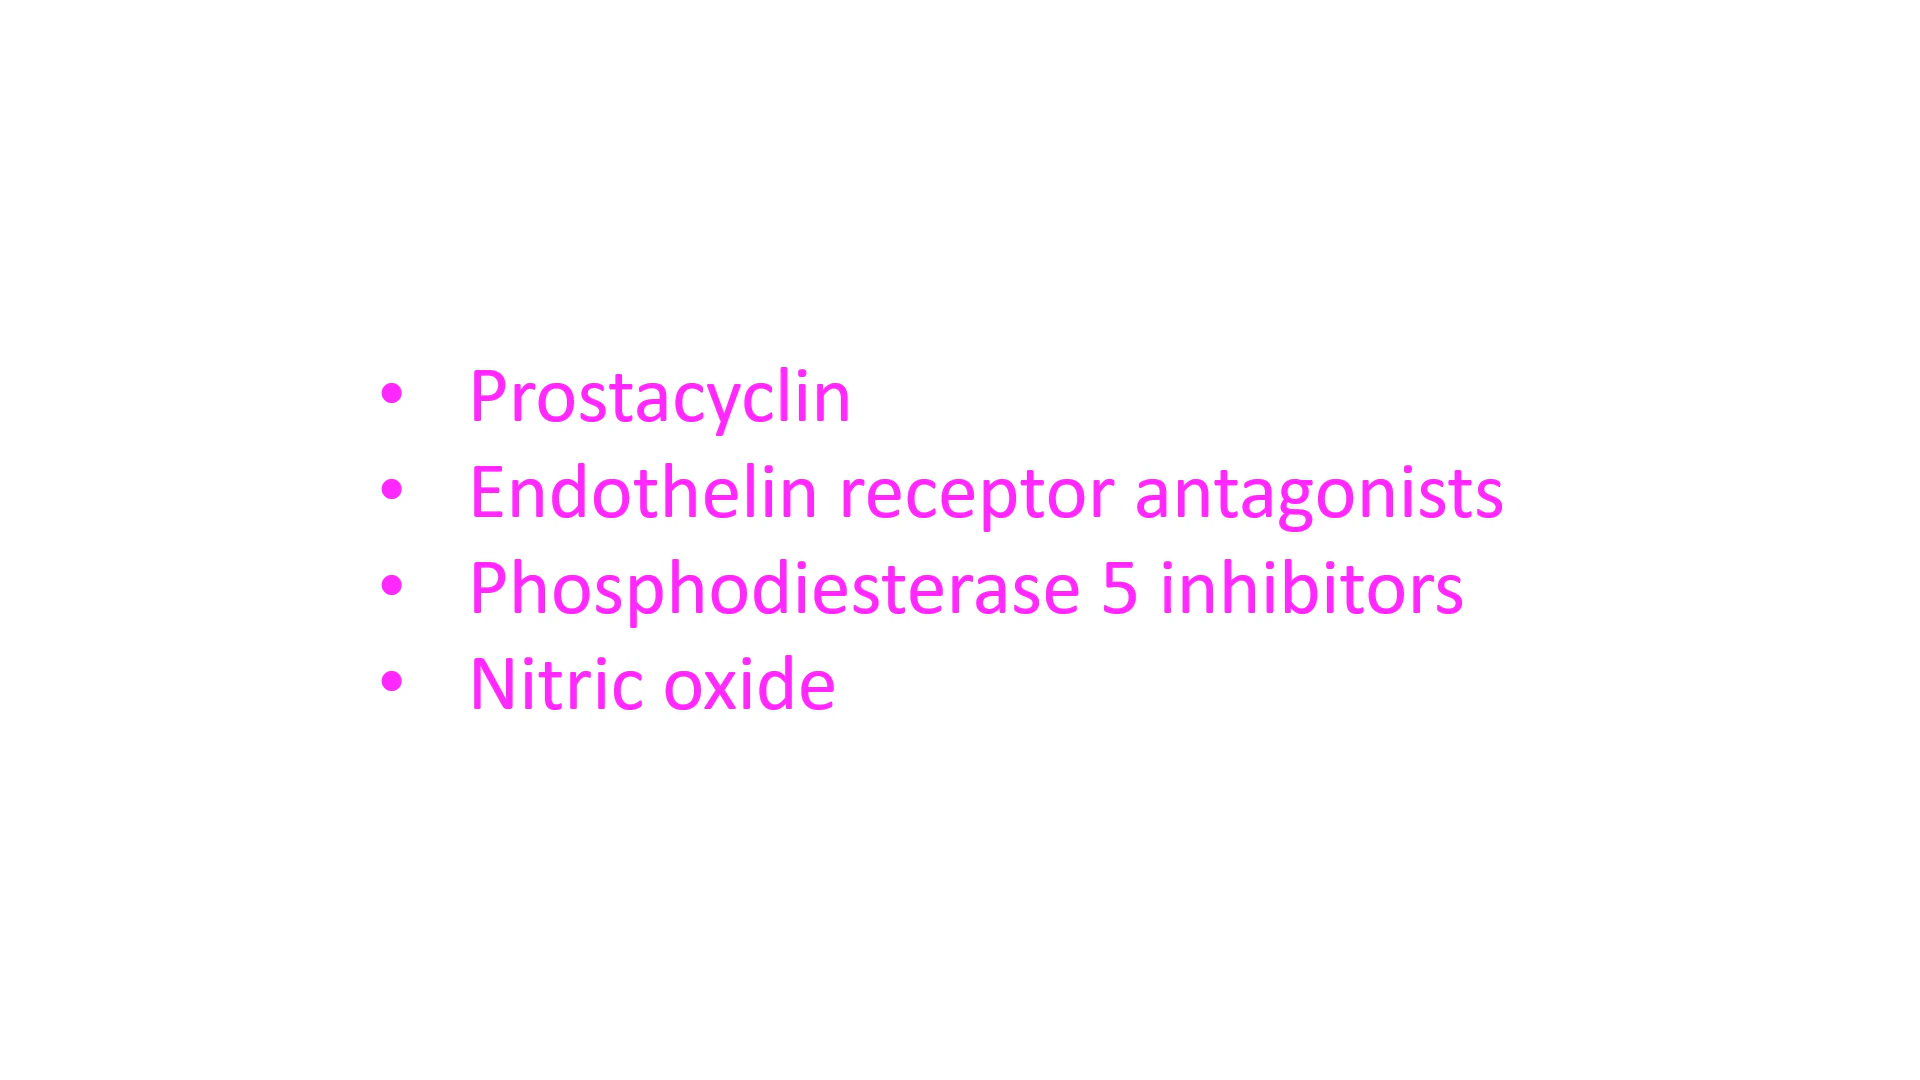 • Prostacyclin
• Endothelin receptor antagonists
• Phosphodiesterase 5 inhibitors
• Nitric oxide